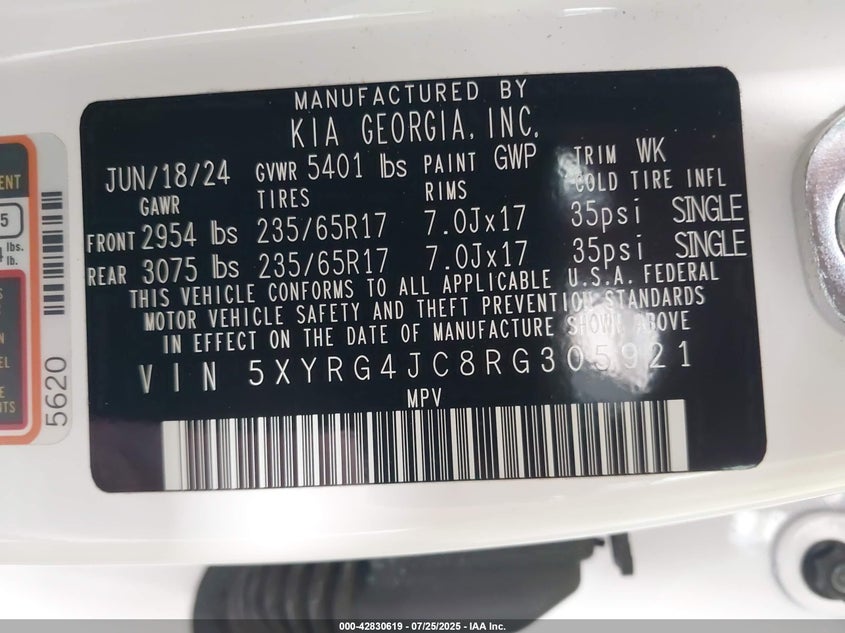 MANUFACTURED BY
KIA GEORGIA, INC.
JUN/18/24 GVWR 5401 lbs PAINT GWP TRIM WK
GAWR TIRES RIMS COLD TIRE INFL
FRONT 2954 lbs 235/65R17 7.0Jx17 35psi SINGLE
REAR 3075 lbs 235/65R17 7.0Jx17 35psi SINGLE
THIS VEHICLE CONFORMS TO ALL APPLICABLE U.S.A. FEDERAL
MOTOR VEHICLE SAFETY AND THEFT PREVENTION STANDARDS
IN EFFECT ON THE DATE OF MANUFACTURE SHOWN ABOVE
VIN 5XYRG4JC8RG305921
MPV
5
lbs.
lb.
5620
000-42830619 - 07/25/2025 - IAA Inc.